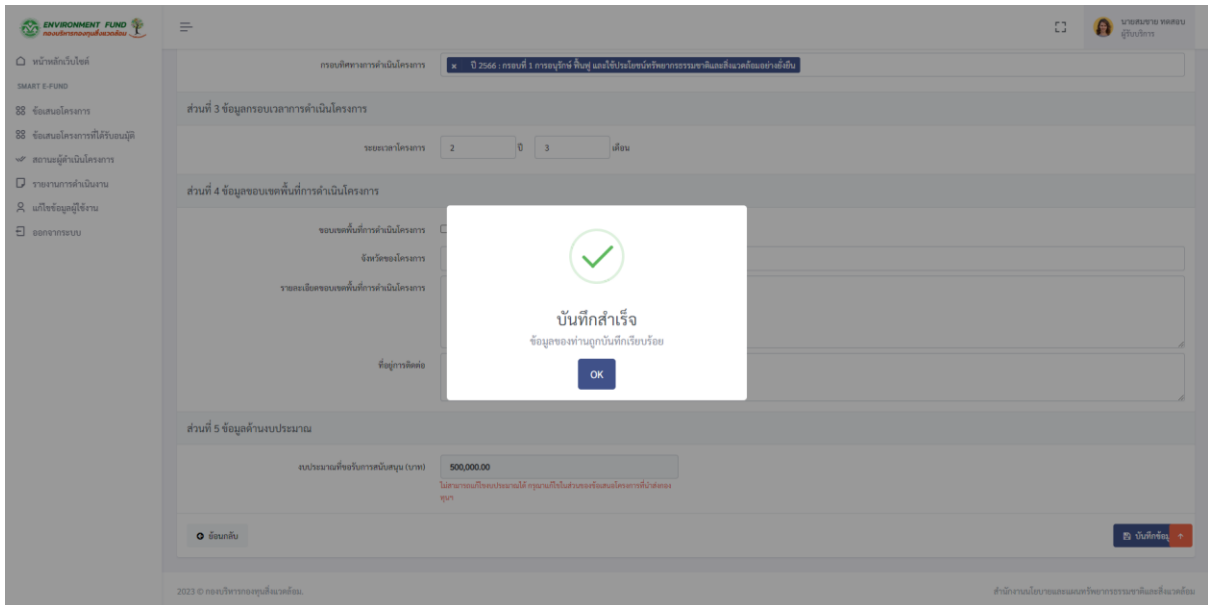 ENVIRONMENT FUND
กองบริหารกองทุนสิ่งแวดล้อม
นายสมชาย ทดสอบ
ผู้รับบริการ
หน้าหลักเว็บไซต์
SMART E-FUND
ข้อเสนอโครงการ
ข้อเสนอโครงการที่ได้รับอนุมัติ
สถานะผู้ดำเนินโครงการ
รายงานการดำเนินงาน
แก้ไขข้อมูลผู้ใช้งาน
ออกจากระบบ
กรอบทิศทางการดำเนินโครงการ
× ปี 2566 : กรอบที่ 1 การอนุรักษ์ ฟื้นฟู และใช้ประโยชน์ทรัพยากรธรรมชาติและสิ่งแวดล้อมอย่างยั่งยืน
ส่วนที่ 3 ข้อมูลกรอบเวลาการดำเนินโครงการ
ระยะเวลาโครงการ 2 ปี 3 เดือน
ส่วนที่ 4 ข้อมูลขอบเขตพื้นที่การดำเนินโครงการ
ขอบเขตพื้นที่การดำเนินโครงการ
จังหวัดของโครงการ
รายละเอียดขอบเขตพื้นที่การดำเนินโครงการ
ที่อยู่การติดต่อ
บันทึกสำเร็จ
ข้อมูลของท่านถูกบันทึกเรียบร้อย
OK
ส่วนที่ 5 ข้อมูลด้านงบประมาณ
งบประมาณที่ขอรับการสนับสนุน (บาท) 500,000.00
ไม่สามารถแก้ไขงบประมาณได้ กรุณาแก้ไขในส่วนของข้อเสนอโครงการที่นำส่งกอง
ทุนฯ
ย้อนกลับ
บันทึกข้อมู
2023 © กองบริหารกองทุนสิ่งแวดล้อม.
สำนักงานนโยบายและแผนทรัพยากรธรรมชาติและสิ่งแวดล้อม